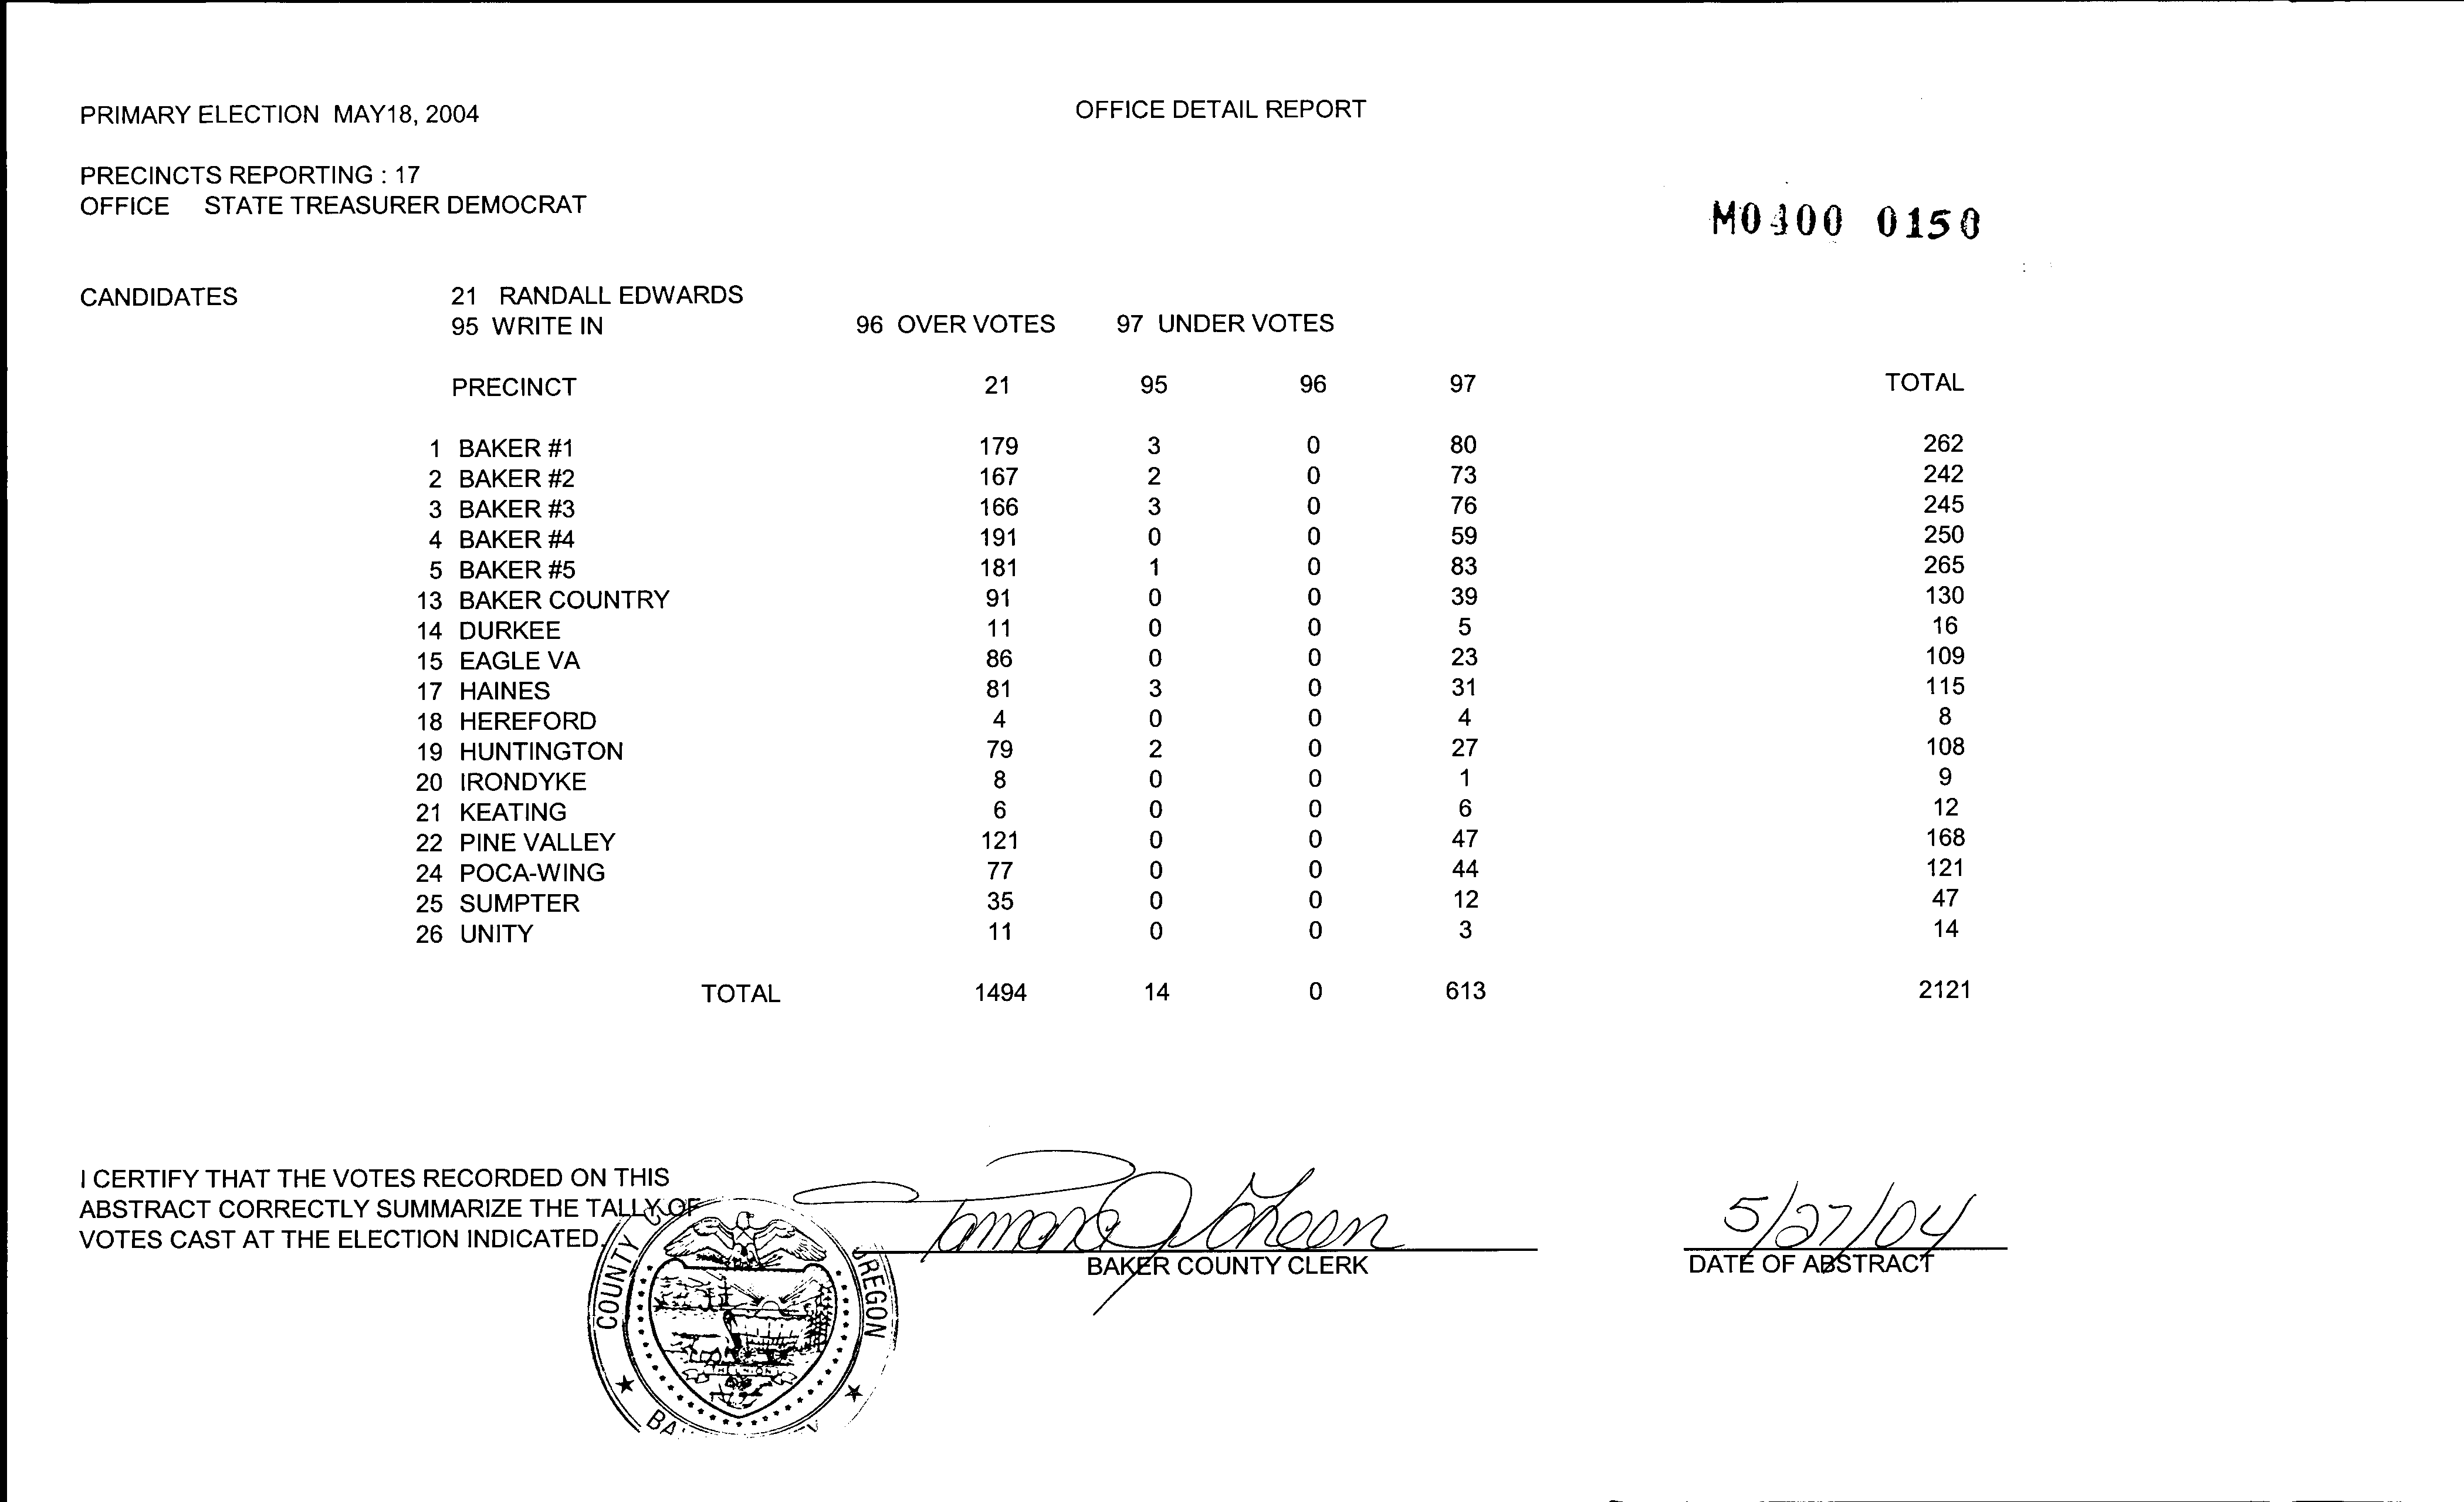 PRIMARY ELECTION MAY18, 2004 OFFICE DETAIL REPORT
PRECINCTS REPORTING : 17
OFFICE STATE TREASURER DEMOCRAT
0150
CANDIDATES 21 RANDALL EDWARDS
95 WRITE IN 96 OVER VOTES 97 UNDER VOTES
PRECINCT 21 95 96 97 TOTAL
1 BAKER #1 179 3 0 80 262
2 BAKER #2 167 2 0 73 242
3 BAKER #3 166 3 0 76 245
4 BAKER #4 191 0 0 59 250
5 BAKER #5 181 1 0 83 265
13 BAKER COUNTRY 91 0 0 39 130
14 DURKEE 11 0 0 5 16
15 EAGLE VA 86 0 0 23 109
17 HAINES 81 3 0 31 115
18 HEREFORD 4 0 0 4 8
19 HUNTINGTON 79 2 0 27 108
20 IRONDYKE 8 0 0 1 9
21 KEATING 6 0 0 6 12
22 PINE VALLEY 121 0 0 47 168
24 POCA-WING 77 0 0 44 121
25 SUMPTER 35 0 0 12 47
26 UNITY 11 0 0 3 14
TOTAL 1494 14 0 613 2121
I CERTIFY THAT THE VOTES RECORDED ON THIS
ABSTRACT CORRECTLY SUMMARIZE THE TALLY OF
VOTES CAST AT THE ELECTION INDICATED.
5/27/04
BAKER COUNTY CLERK DATE OF ABSTRACT
COUNTY OREGON